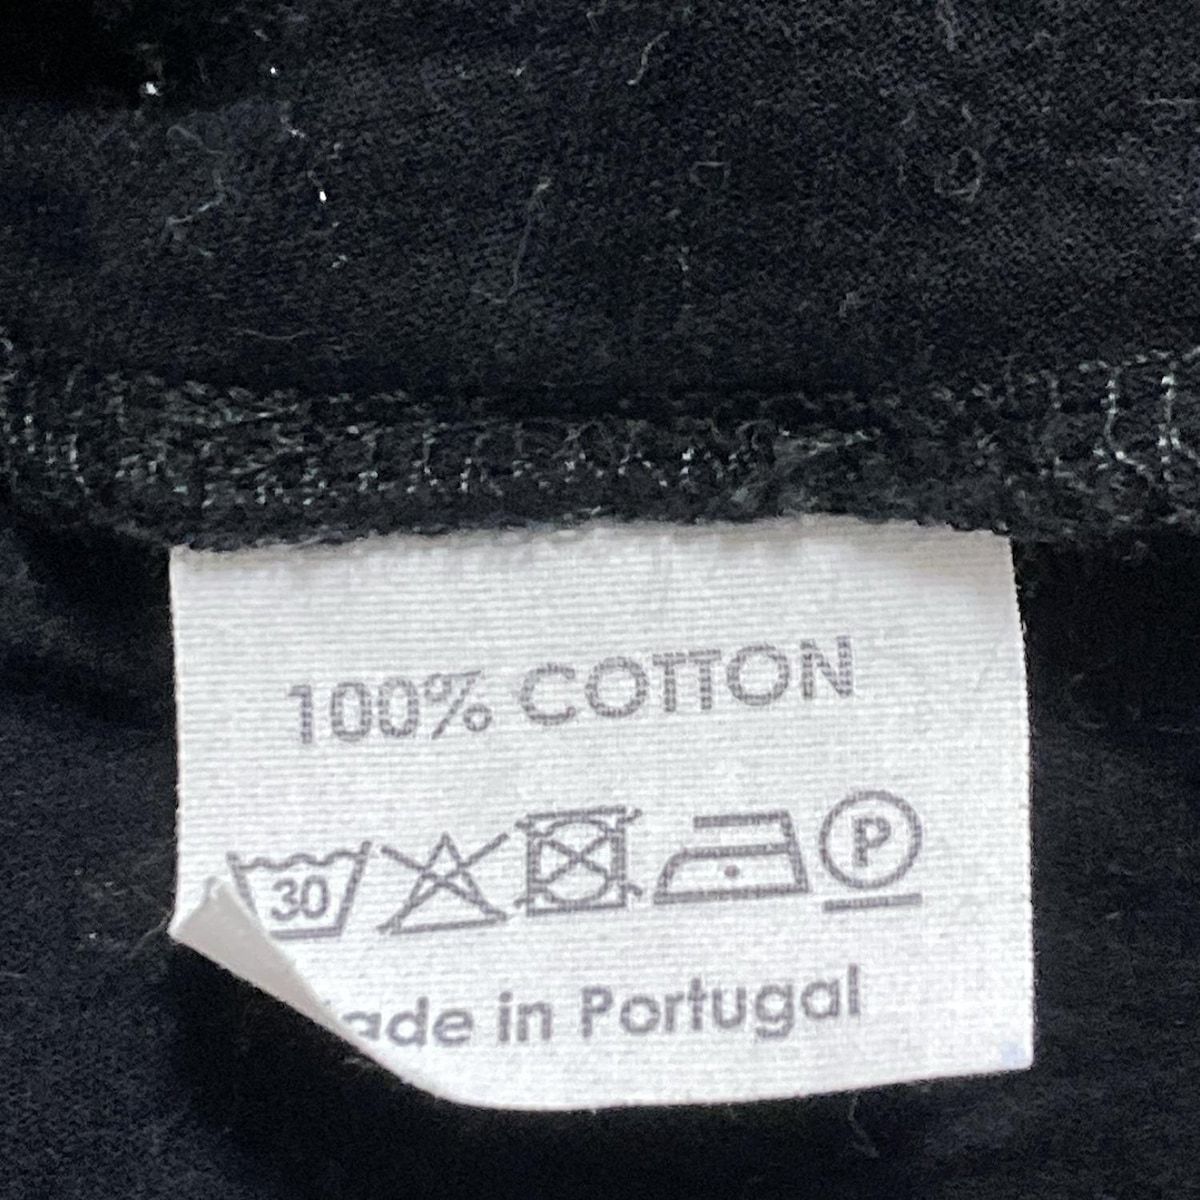 100% COTTON
30 P
ade in Portugal